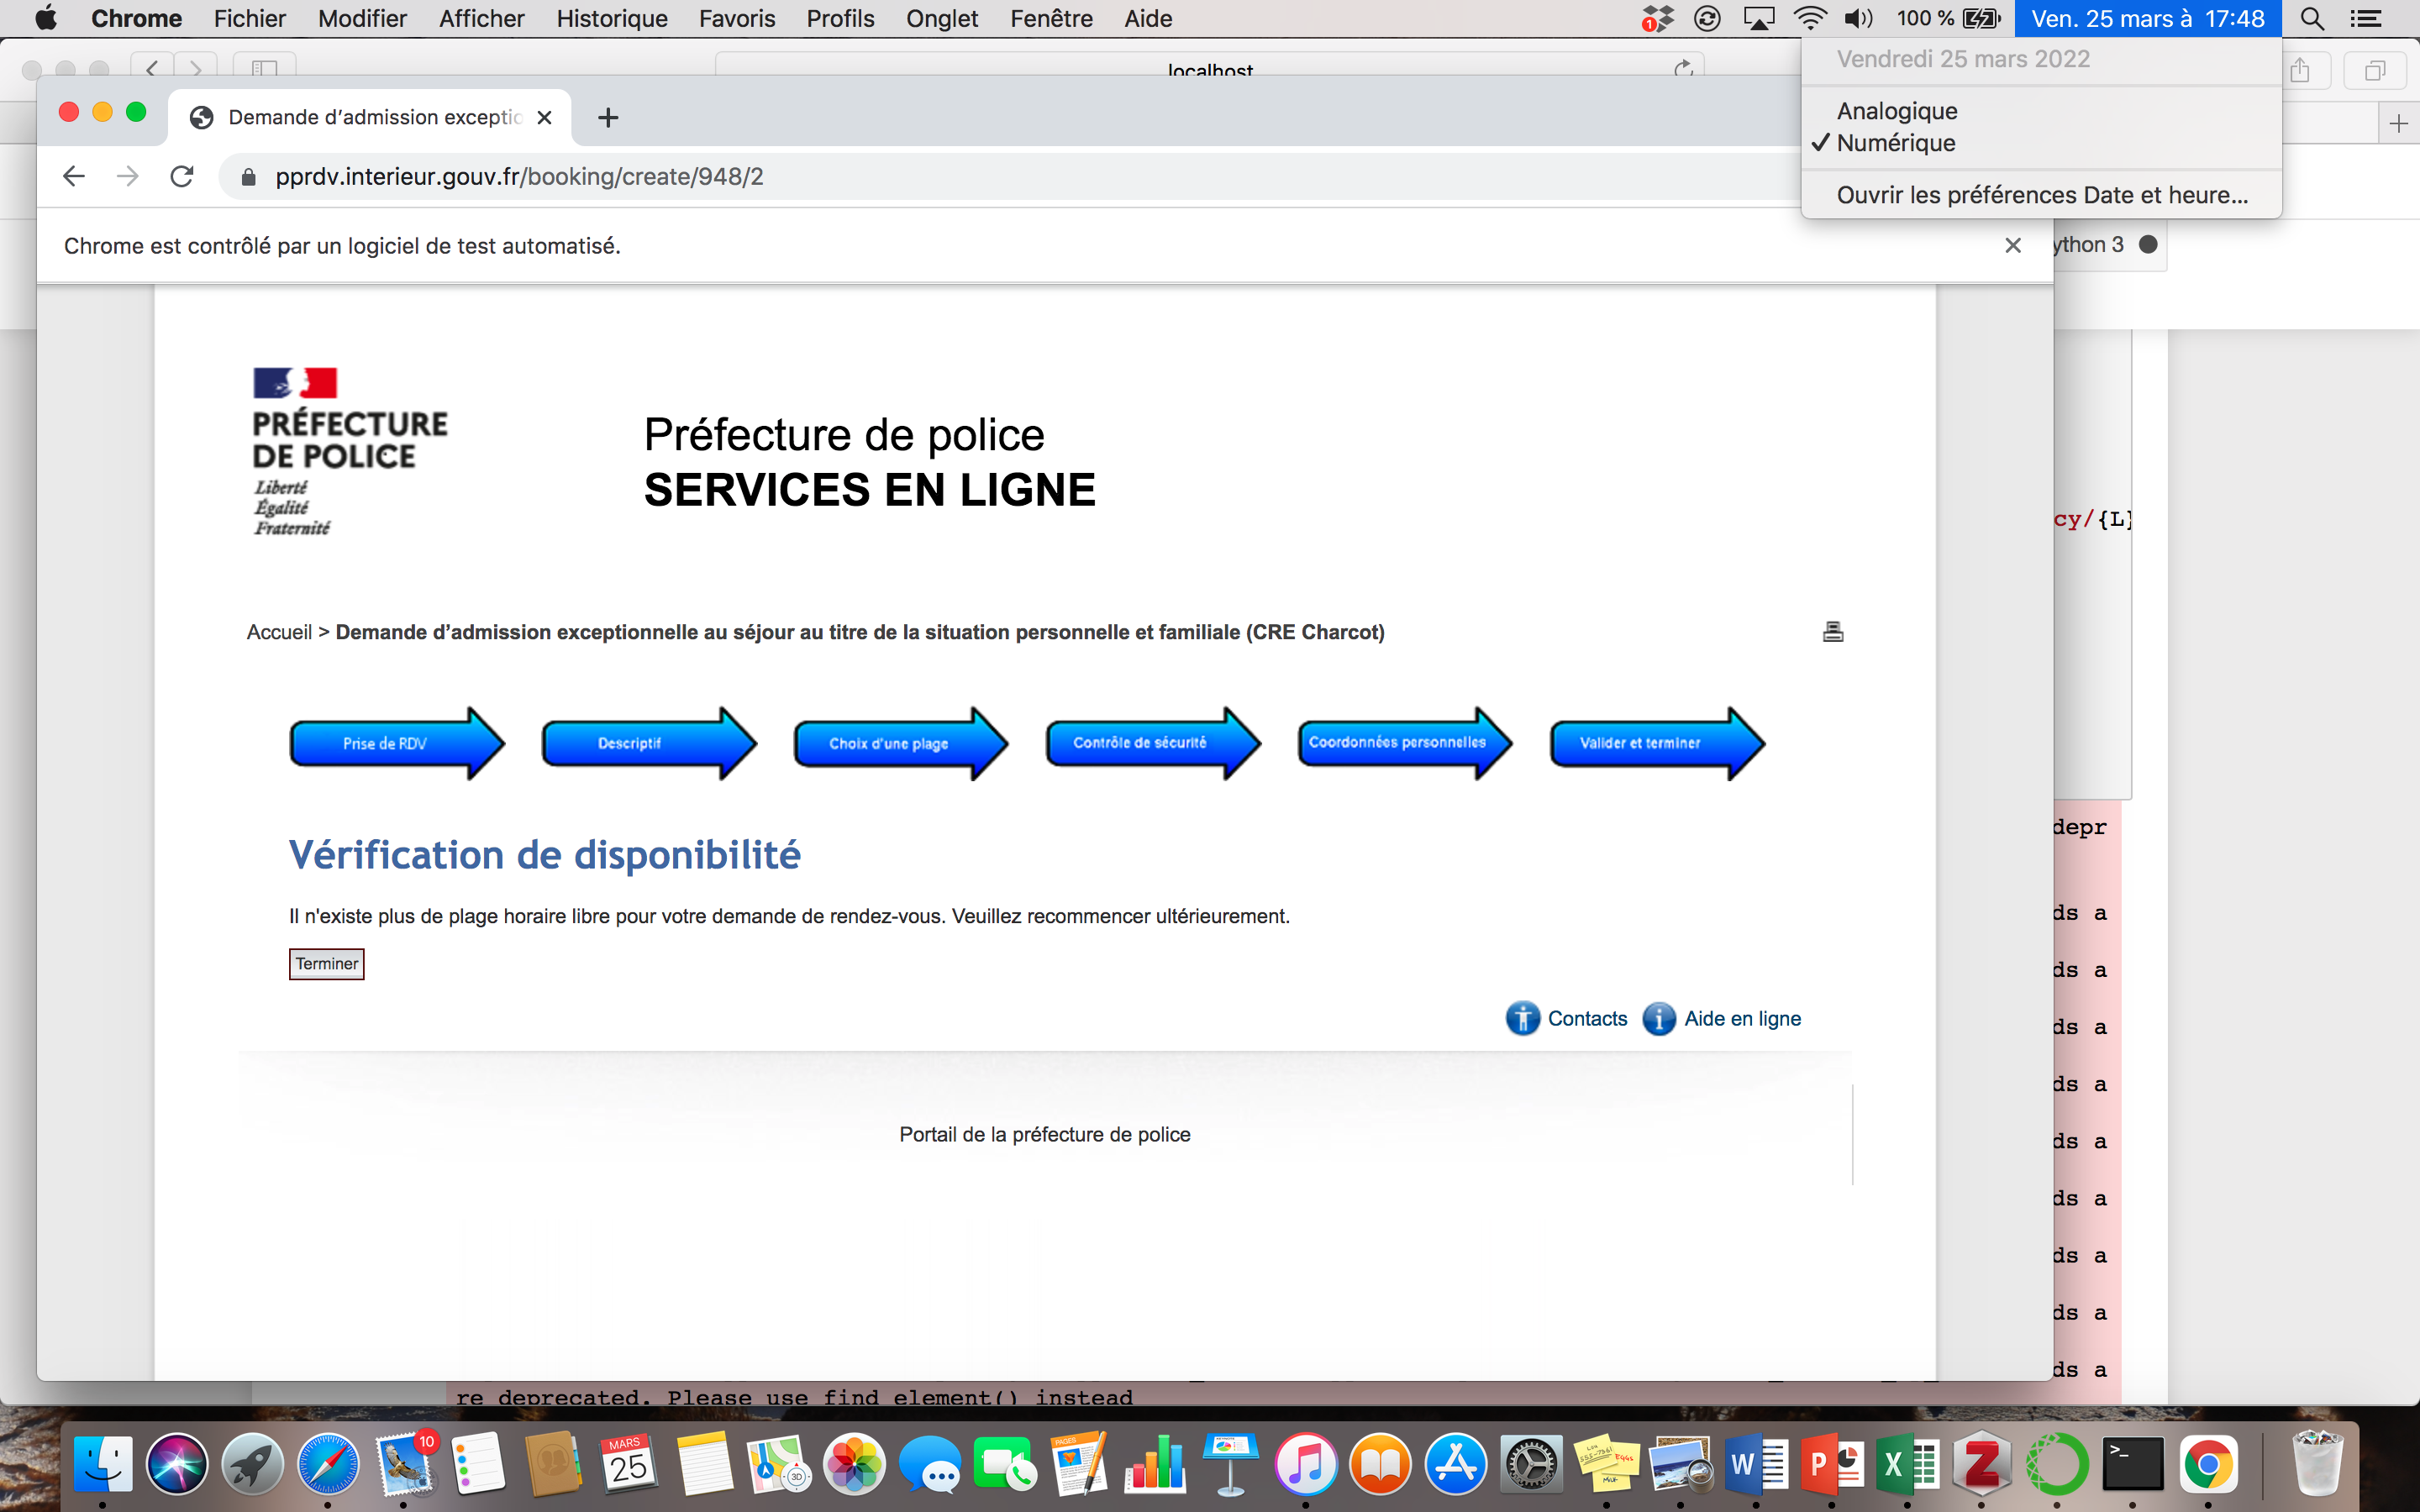 Chrome Fichier Modifier Afficher Historique Favoris Profils Onglet Fenêtre Aide 1 100 % Ven. 25 mars à 17:48
Vendredi 25 mars 2022
Analogique
✓ Numérique
Ouvrir les préférences Date et heure...
localhost
Demande d'admission exceptio
pprdv.interieur.gouv.fr/booking/create/948/2
Chrome est contrôlé par un logiciel de test automatisé.
ython 3
PRÉFECTURE
DE POLICE
Liberté
Égalité
Fraternité
Préfecture de police
SERVICES EN LIGNE
cy/{L}
Accueil > Demande d'admission exceptionnelle au séjour au titre de la situation personnelle et familiale (CRE Charcot)
Prise de RDV
Descriptif
Choix d'une plage
Contrôle de sécurité
Coordonnées personnelles
Valider et terminer
depr
Vérification de disponibilité
Il n'existe plus de plage horaire libre pour votre demande de rendez-vous. Veuillez recommencer ultérieurement.
ds a
Terminer
ds a
Contacts
Aide en ligne
ds a
ds a
Portail de la préfecture de police
ds a
ds a
ds a
ds a
ds a
re deprecated. Please use find_element() instead
10
MARS
25
3D
PAGES
W
P
X
Z
>_